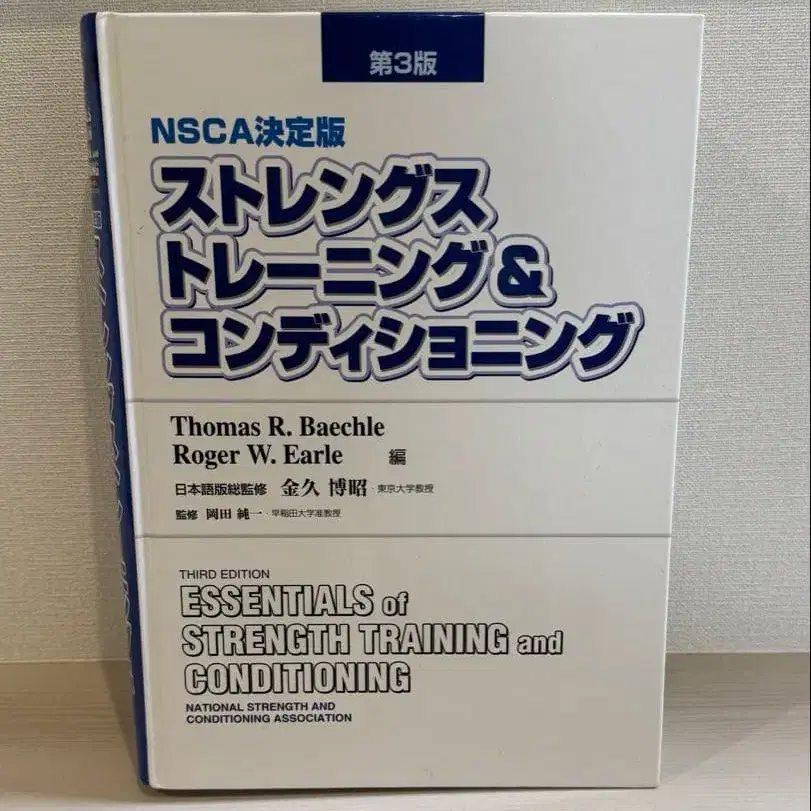 第3版
NSCA決定版
ストレングス
トレーニング&
コンディショニング
Thomas R. Baechle
Roger W. Earle 編
日本語版総監修 金久 博昭・東京大学教授
監修 岡田 純一・早稲田大学准教授
THIRD EDITION
ESSENTIALS of
STRENGTH TRAINING and
CONDITIONING
NATIONAL STRENGTH AND
CONDITIONING ASSOCIATION